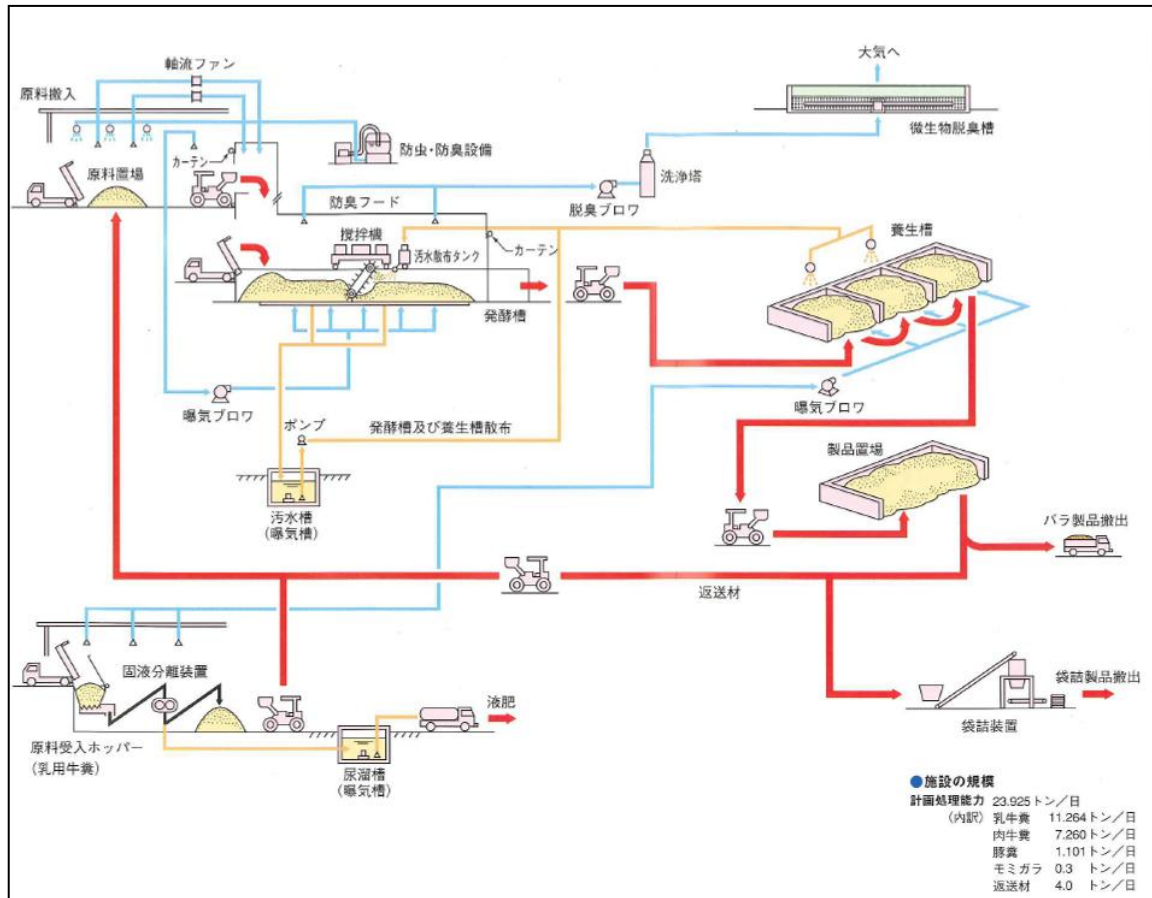 軸流ファン
原料搬入
大気へ
微生物脱臭槽
防虫・防臭設備
カーテン
原料置場
洗浄塔
脱臭ブロワ
防臭フード
養生槽
攪拌機
汚水散布タンク
カーテン
発酵槽
曝気ブロワ
曝気ブロワ
ポンプ
発酵槽及び養生槽散布
製品置場
汚水槽
(曝気槽)
バラ製品搬出
返送材
固液分離装置
液肥
袋詰製品搬出
袋詰装置
原料受入ホッパー
(乳用牛糞)
尿溜槽
(曝気槽)
●施設の規模
計画処理能力 23.925トン/日
(内訳) 乳牛糞 11.264トン/日
肉牛糞 7.260トン/日
豚糞 1.101トン/日
モミガラ 0.3 トン/日
返送材 4.0 トン/日